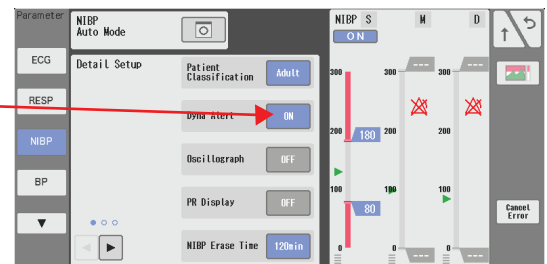 Parameter
NIBP
Auto Mode
NIBP S M D
ON
ECG
RESP
NIBP
BP
▼
Detail Setup
Patient
Classification
Adult
Dyna Alert
ON
Oscillograph
OFF
PR Display
OFF
NIBP Erase Time
120min
◀ ▶
300 300 --- 300 ---
200 180 200 200
100 100 100
80
0 0 --- 0 ---
Cancel
Error